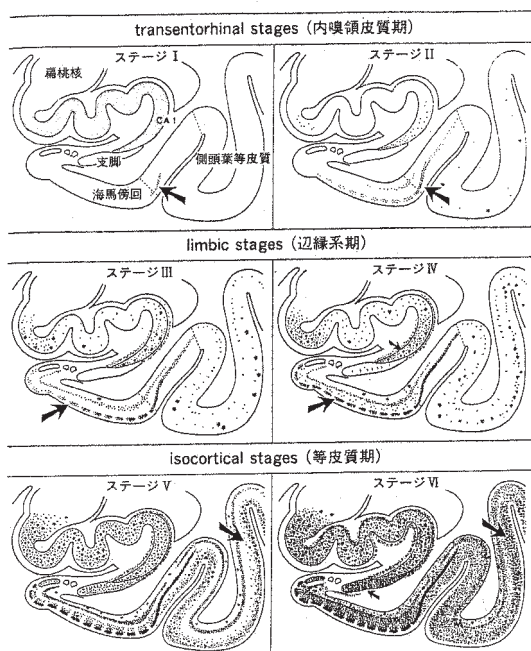 transentorhinal stages (内嗅領皮質期)
ステージ I
扁桃核
CA1
支脚
側頭葉等皮質
海馬傍回
ステージ II
limbic stages (辺縁系期)
ステージ III
ステージ IV
isocortical stages (等皮質期)
ステージ V
ステージ VI